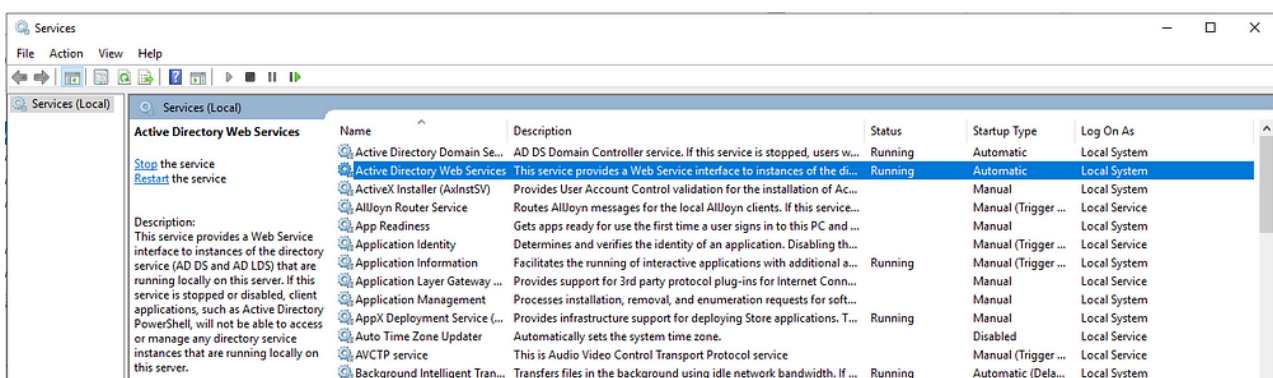 Services
File Action View Help
Services (Local)
Services (Local)
Active Directory Web Services
Stop the service
Restart the service
Description:
This service provides a Web Service
interface to instances of the directory
service (AD DS and AD LDS) that are
running locally on this server. If this
service is stopped or disabled, client
applications, such as Active Directory
PowerShell, will not be able to access
or manage any directory service
instances that are running locally on
this server.
Name Description Status Startup Type Log On As
Active Directory Domain Se... AD DS Domain Controller service. If this service is stopped, users w... Running Automatic Local System
Active Directory Web Services This service provides a Web Service interface to instances of the di... Running Automatic Local System
ActiveX Installer (AxInstSV) Provides User Account Control validation for the installation of Ac... Manual Local System
AllJoyn Router Service Routes AllJoyn messages for the local AllJoyn clients. If this service... Manual (Trigger ... Local Service
App Readiness Gets apps ready for use the first time a user signs in to this PC and ... Manual Local System
Application Identity Determines and verifies the identity of an application. Disabling th... Manual (Trigger ... Local Service
Application Information Facilitates the running of interactive applications with additional a... Running Manual (Trigger ... Local System
Application Layer Gateway ... Provides support for 3rd party protocol plug-ins for Internet Conn... Manual Local Service
Application Management Processes installation, removal, and enumeration requests for soft... Manual Local System
AppX Deployment Service (... Provides infrastructure support for deploying Store applications. T... Running Manual Local System
Auto Time Zone Updater Automatically sets the system time zone. Disabled Local Service
AVCTP service This is Audio Video Control Transport Protocol service Manual (Trigger ... Local Service
Background Intelligent Tran... Transfers files in the background using idle network bandwidth. If ... Running Automatic (Dela... Local System